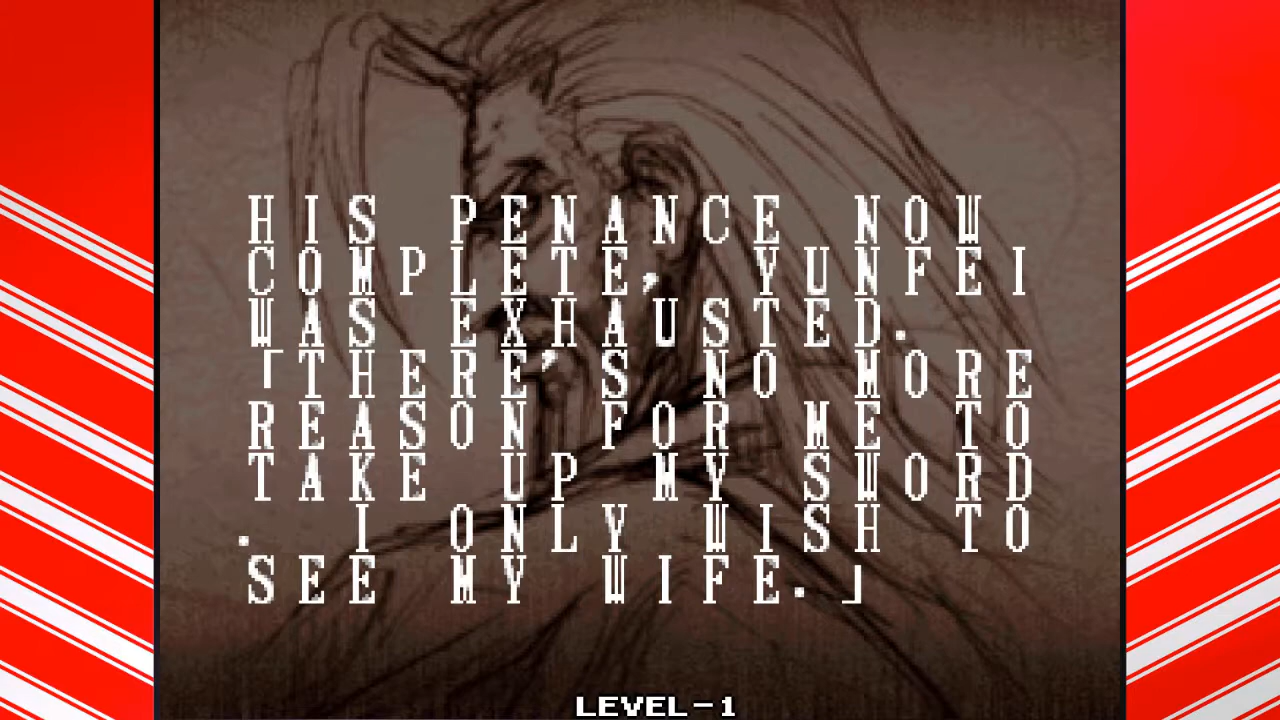 HIS PENANCE NOW
COMPLETE, YUNFEI
WAS EXHAUSTED.
「THERE'S NO MORE
REASON FOR ME TO
TAKE UP MY SWORD
. I ONLY WISH TO
SEE MY WIFE.」
LEVEL-1